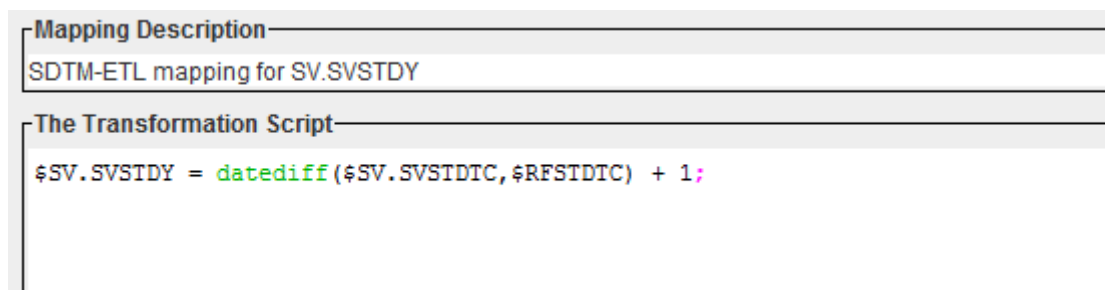 Mapping Description
SDTM-ETL mapping for SV.SVSTDY
The Transformation Script
$SV.SVSTDY = datediff($SV.SVSTDTC,$RFSTDTC) + 1;